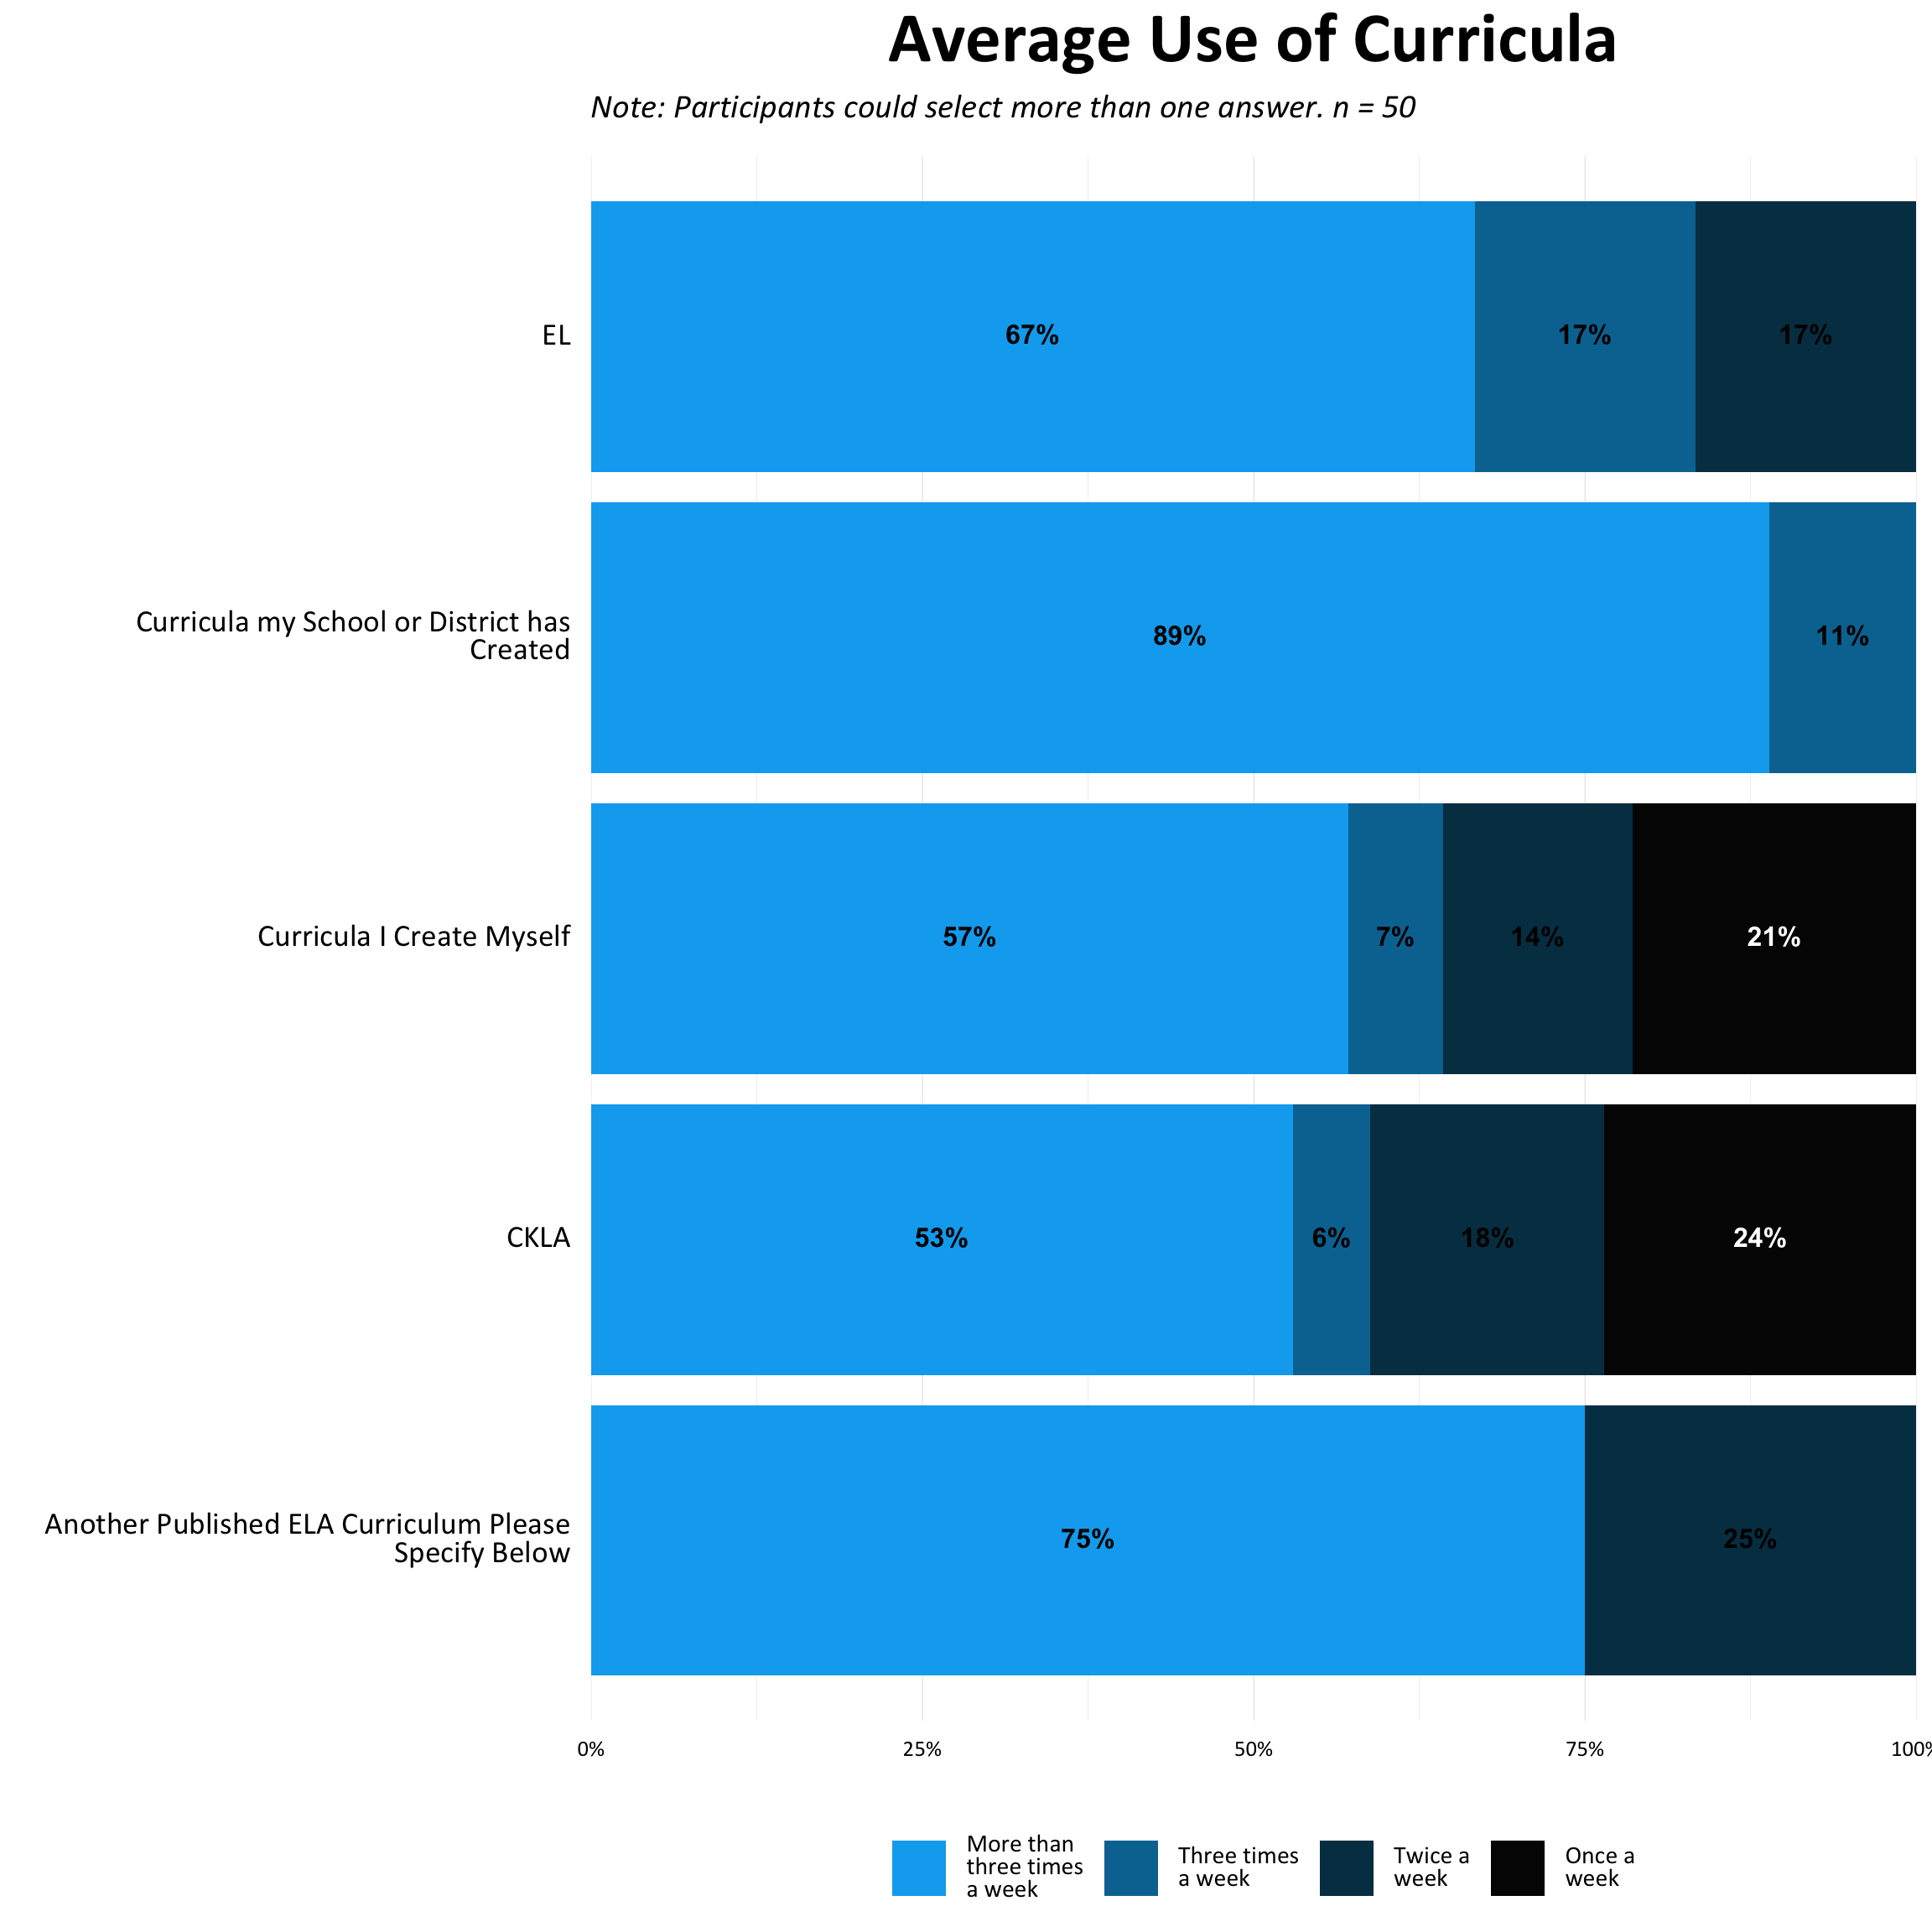 Average Use of Curricula
Note: Participants could select more than one answer. n = 50
EL
67%
17%
17%
Curricula my School or District has
Created
89%
11%
Curricula I Create Myself
57%
7%
14%
21%
CKLA
53%
6%
18%
24%
Another Published ELA Curriculum Please
Specify Below
75%
25%
0%
25%
50%
75%
100%
More than
three times
a week
Three times
a week
Twice a
week
Once a
week